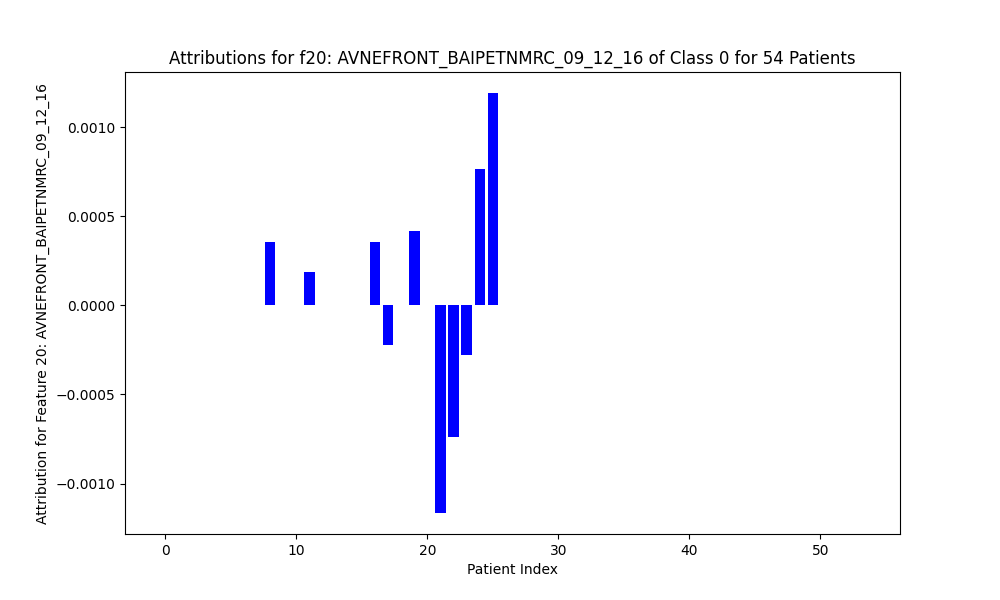 Attributions for f20: AVNEFRONT_BAIPETNMRC_09_12_16 of Class 0 for 54 Patients
Attribution for Feature 20: AVNEFRONT_BAIPETNMRC_09_12_16
0.0010
0.0005
0.0000
−0.0005
−0.0010
0 10 20 30 40 50
Patient Index